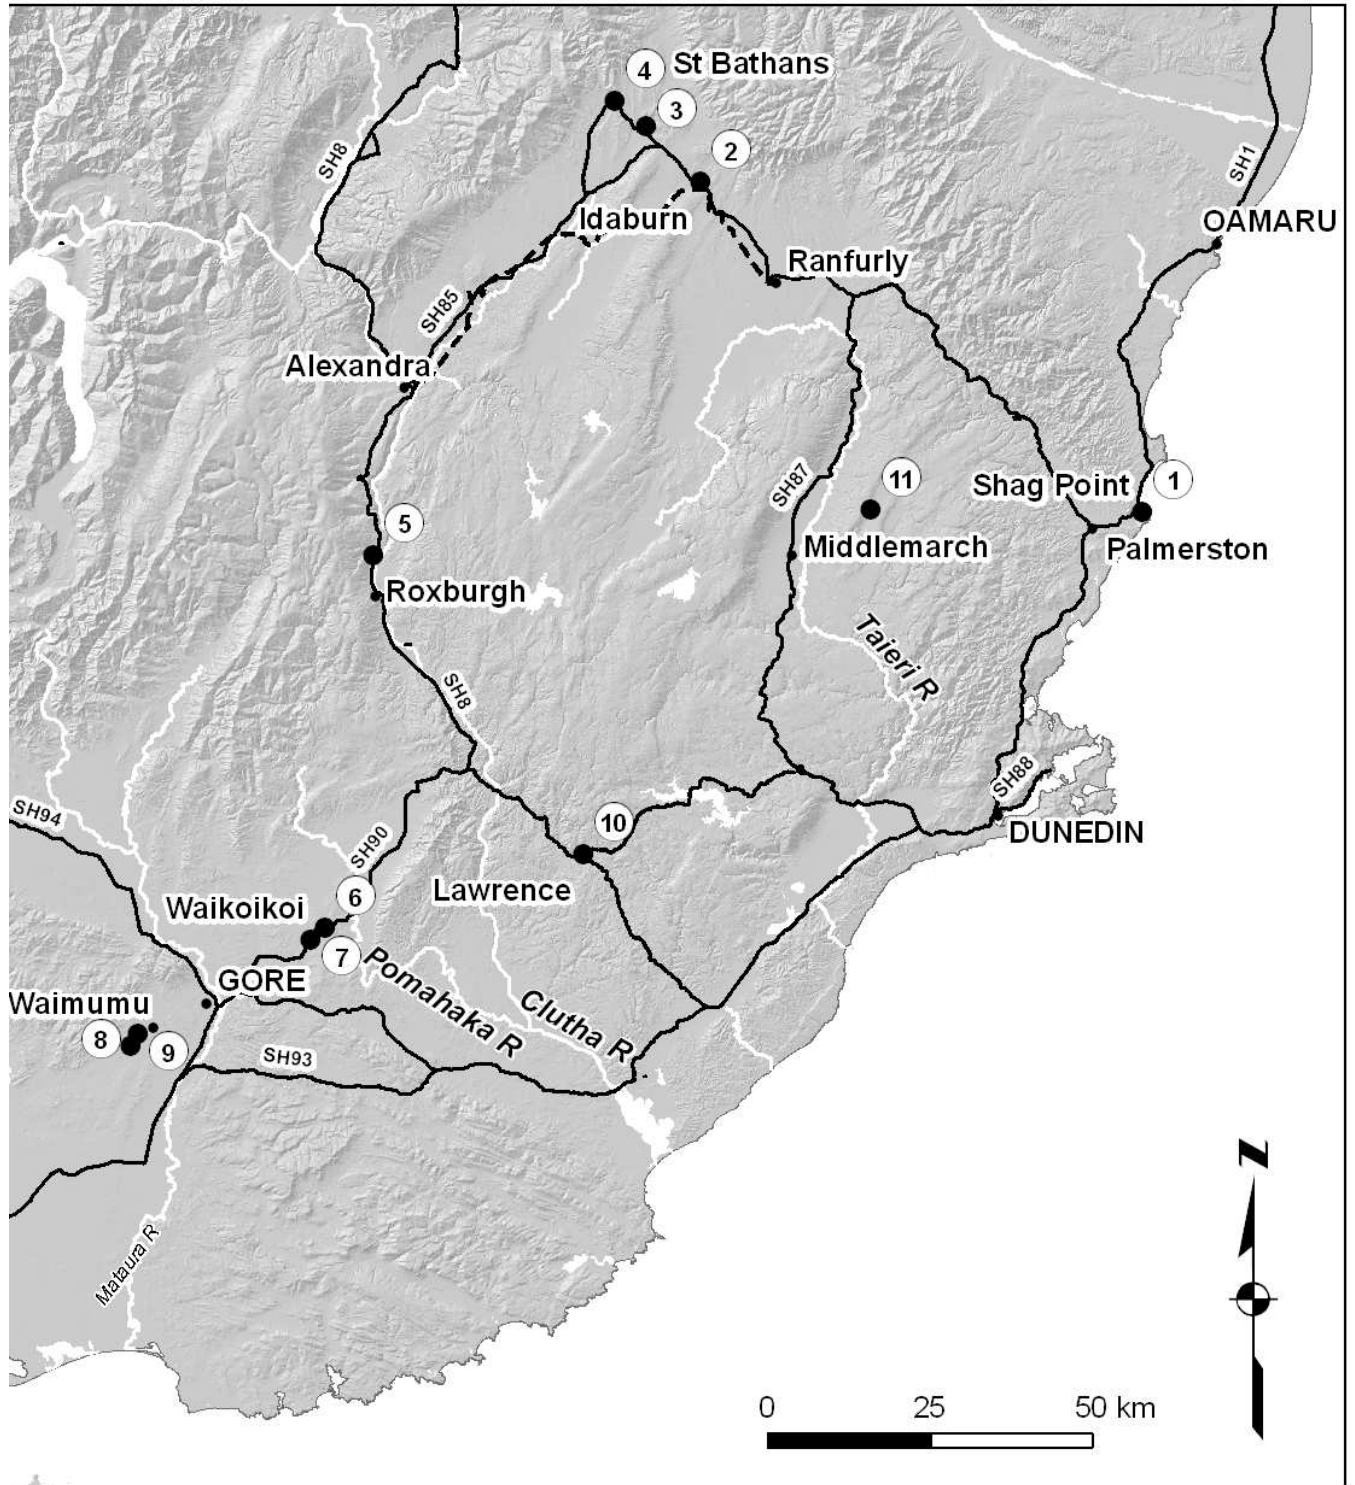 4
St Bathans
3
2
SH8
SH1
Idaburn
OAMARU
Ranfurly
SH85
Alexandra
11
Shag Point
1
SH87
5
Middlemarch
Palmerston
Roxburgh
Taieri R
SH8
SH88
SH94
10
DUNEDIN
SH90
Lawrence
6
Waikoikoi
7
GORE
Pomahaka R
Clutha R
Waimumu
8
9
SH93
N
Mataura R
0 25 50 km